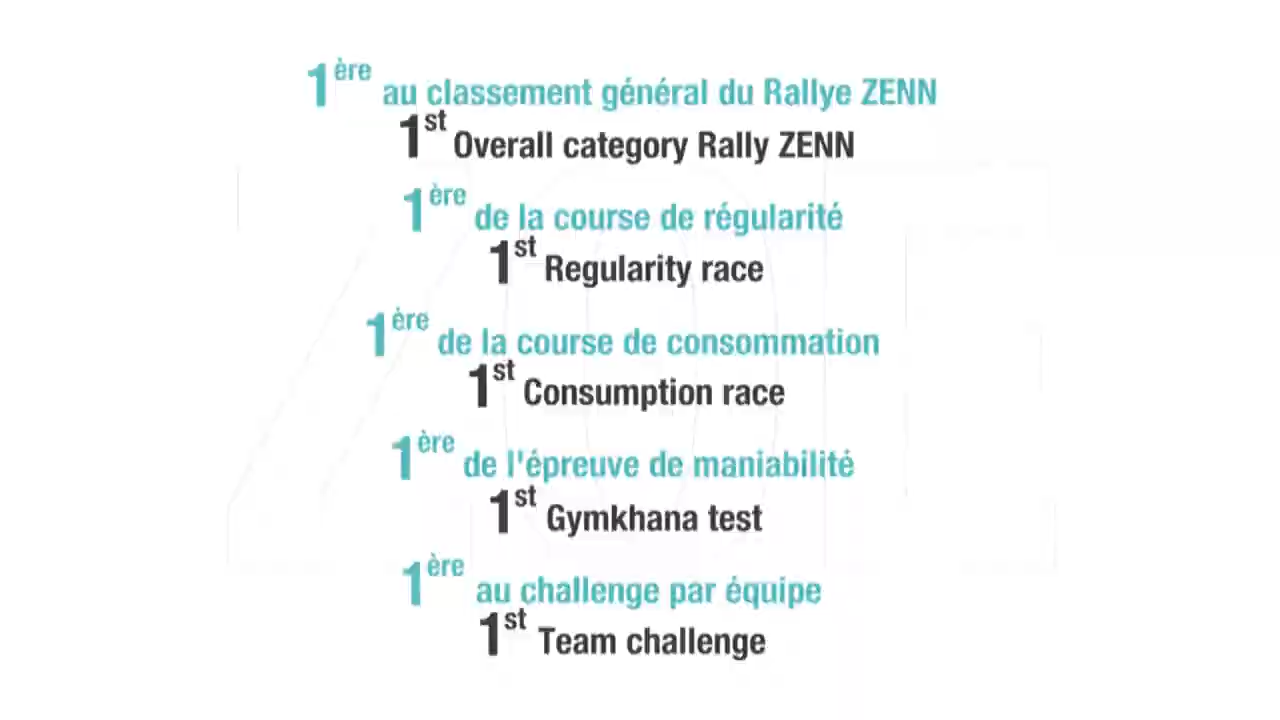 1ère au classement général du Rallye ZENN
1st Overall category Rally ZENN
1ère de la course de régularité
1st Regularity race
1ère de la course de consommation
1st Consumption race
1ère de l'épreuve de maniabilité
1st Gymkhana test
1ère au challenge par équipe
1st Team challenge